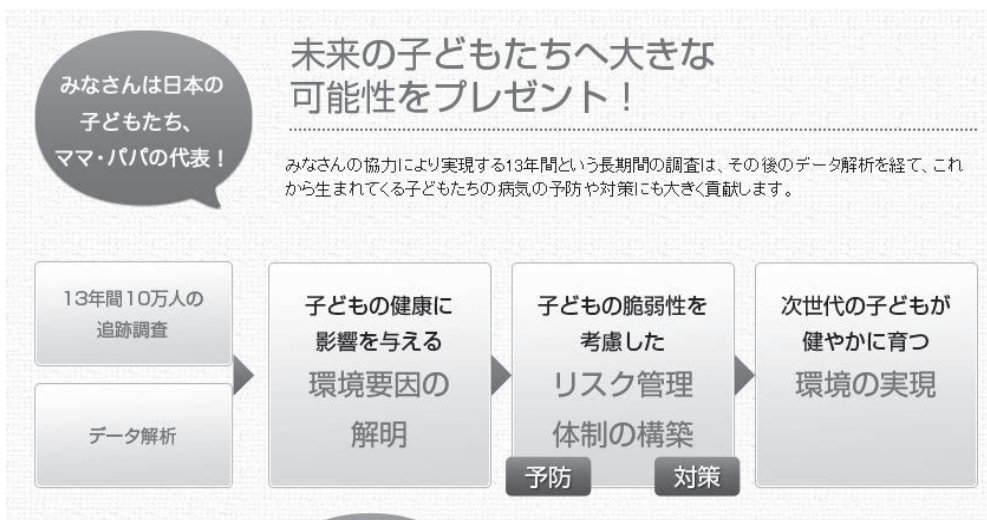 みなさんは日本の
子どもたち、
ママ・パパの代表！
未来の子どもたちへ大きな
可能性をプレゼント！
みなさんの協力により実現する13年間という長期間の調査は、その後のデータ解析を経て、これ
から生まれてくる子どもたちの病気の予防や対策にも大きく貢献します。
13年間10万人の
追跡調査
データ解析
子どもの健康に
影響を与える
環境要因の
解明
子どもの脆弱性を
考慮した
リスク管理
体制の構築
予防
対策
次世代の子どもが
健やかに育つ
環境の実現